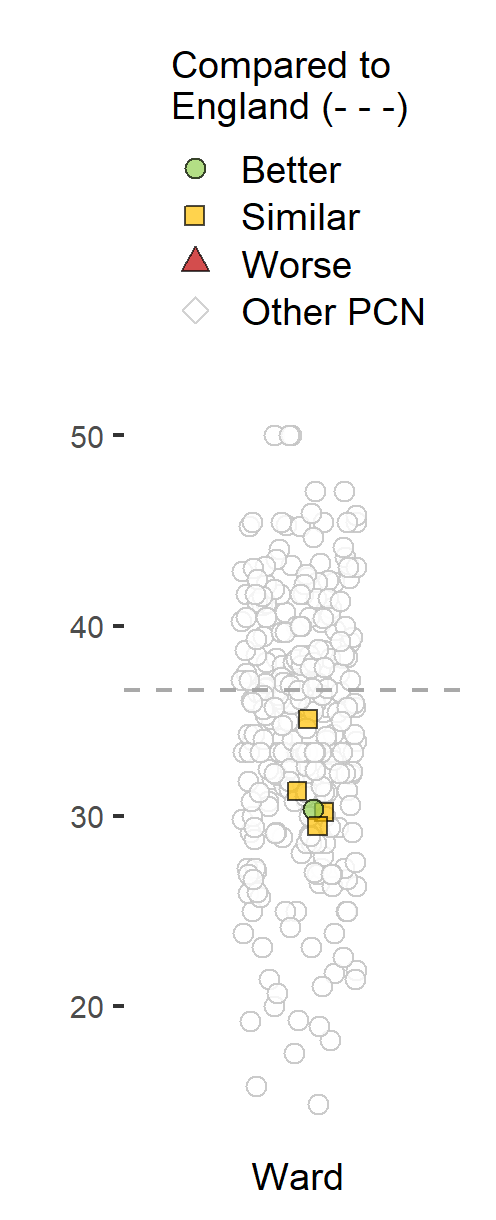 Compared to
England (- - -)
Better
Similar
Worse
Other PCN
50
40
30
20
Ward